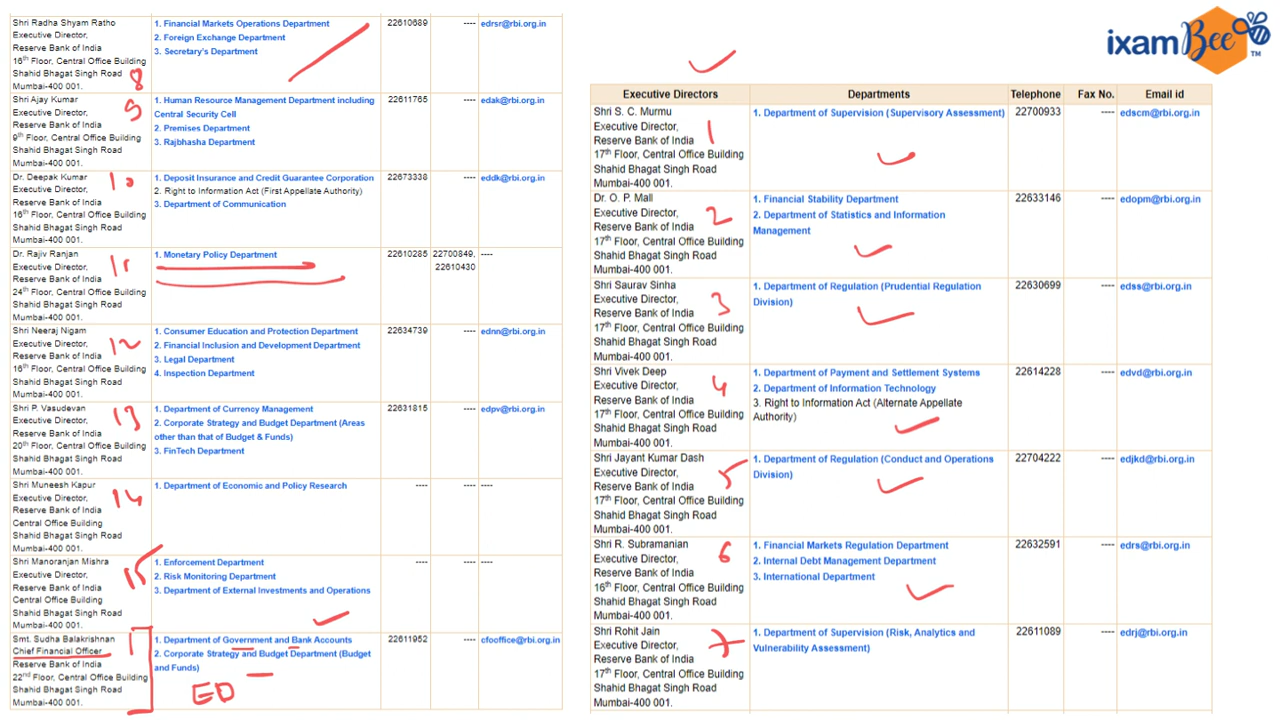 ixamBee
TM
Shri Radha Shyam Ratho
Executive Director,
Reserve Bank of India
16th Floor, Central Office Building
Shahid Bhagat Singh Road
Mumbai-400 001.
8
1. Financial Markets Operations Department
2. Foreign Exchange Department
3. Secretary's Department
22610689
----
edrsr@rbi.org.in
Shri Ajay Kumar
Executive Director,
Reserve Bank of India
9th Floor, Central Office Building
Shahid Bhagat Singh Road
Mumbai-400 001.
9
1. Human Resource Management Department including
Central Security Cell
2. Premises Department
3. Rajbhasha Department
22611765
----
edak@rbi.org.in
Dr. Deepak Kumar
Executive Director,
Reserve Bank of India
16th Floor, Central Office Building
Shahid Bhagat Singh Road
Mumbai-400 001.
10
1. Deposit Insurance and Credit Guarantee Corporation
2. Right to Information Act (First Appellate Authority)
3. Department of Communication
22673338
----
eddk@rbi.org.in
Dr. Rajiv Ranjan
Executive Director,
Reserve Bank of India
24th Floor, Central Office Building
Shahid Bhagat Singh Road
Mumbai-400 001.
11
1. Monetary Policy Department
22610285
22700849,
22610430
----
Shri Neeraj Nigam
Executive Director,
Reserve Bank of India
16th Floor, Central Office Building
Shahid Bhagat Singh Road
Mumbai-400 001.
12
1. Consumer Education and Protection Department
2. Financial Inclusion and Development Department
3. Legal Department
4. Inspection Department
22634739
----
ednn@rbi.org.in
Shri P. Vasudevan
Executive Director,
Reserve Bank of India
20th Floor, Central Office Building
Shahid Bhagat Singh Road
Mumbai-400 001.
13
1. Department of Currency Management
2. Corporate Strategy and Budget Department (Areas
other than that of Budget & Funds)
3. FinTech Department
22631815
----
edpv@rbi.org.in
Shri Muneesh Kapur
Executive Director,
Reserve Bank of India
Central Office Building
Shahid Bhagat Singh Road
Mumbai-400 001.
14
1. Department of Economic and Policy Research
----
----
----
Shri Manoranjan Mishra
Executive Director,
Reserve Bank of India
Central Office Building
Shahid Bhagat Singh Road
Mumbai-400 001.
15
1. Enforcement Department
2. Risk Monitoring Department
3. Department of External Investments and Operations
----
----
----
Smt. Sudha Balakrishnan
Chief Financial Officer
Reserve Bank of India
22nd Floor, Central Office Building
Shahid Bhagat Singh Road
Mumbai-400 001.
1. Department of Government and Bank Accounts
2. Corporate Strategy and Budget Department (Budget
and Funds)
ED
22611952
----
cfooffice@rbi.org.in
Executive Directors Departments Telephone Fax No. Email id
Shri S. C. Murmu
Executive Director,
Reserve Bank of India
17th Floor, Central Office Building
Shahid Bhagat Singh Road
Mumbai-400 001.
1
1. Department of Supervision (Supervisory Assessment)
22700933
----
edscm@rbi.org.in
Dr. O. P. Mall
Executive Director,
Reserve Bank of India
17th Floor, Central Office Building
Shahid Bhagat Singh Road
Mumbai-400 001.
2
1. Financial Stability Department
2. Department of Statistics and Information
Management
22633146
----
edopm@rbi.org.in
Shri Saurav Sinha
Executive Director,
Reserve Bank of India
17th Floor, Central Office Building
Shahid Bhagat Singh Road
Mumbai-400 001.
3
1. Department of Regulation (Prudential Regulation
Division)
22630699
----
edss@rbi.org.in
Shri Vivek Deep
Executive Director,
Reserve Bank of India
17th Floor, Central Office Building
Shahid Bhagat Singh Road
Mumbai-400 001.
4
1. Department of Payment and Settlement Systems
2. Department of Information Technology
3. Right to Information Act (Alternate Appellate
Authority)
22614228
----
edvd@rbi.org.in
Shri Jayant Kumar Dash
Executive Director,
Reserve Bank of India
17th Floor, Central Office Building
Shahid Bhagat Singh Road
Mumbai-400 001.
5
1. Department of Regulation (Conduct and Operations
Division)
22704222
----
edjkd@rbi.org.in
Shri R. Subramanian
Executive Director,
Reserve Bank of India
16th Floor, Central Office Building
Shahid Bhagat Singh Road
Mumbai-400 001.
6
1. Financial Markets Regulation Department
2. Internal Debt Management Department
3. International Department
22632591
----
edrs@rbi.org.in
Shri Rohit Jain
Executive Director,
Reserve Bank of India
17th Floor, Central Office Building
Shahid Bhagat Singh Road
Mumbai-400 001.
7
1. Department of Supervision (Risk, Analytics and
Vulnerability Assessment)
22611089
----
edrj@rbi.org.in